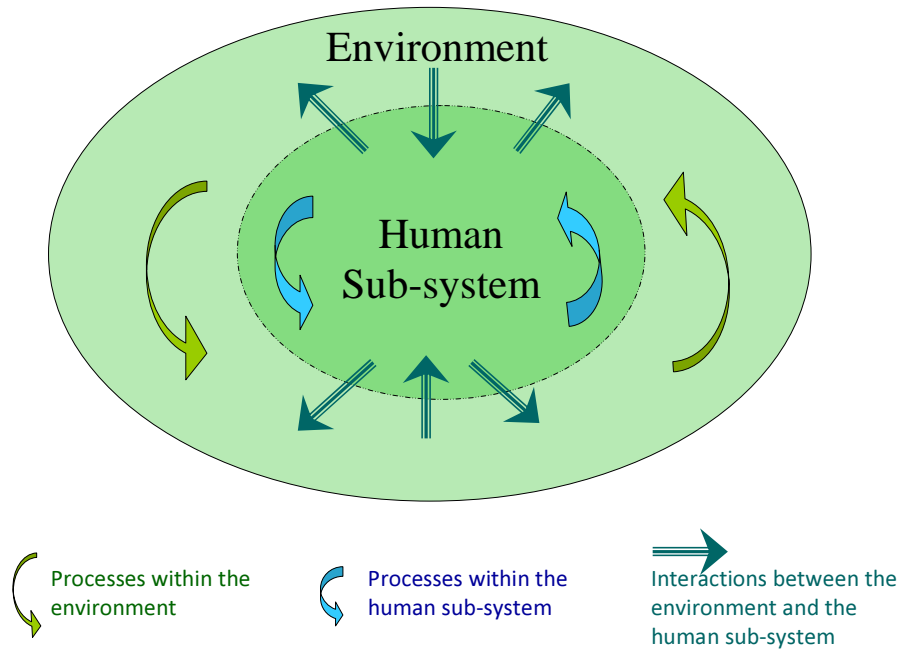 Environment
Human
Sub-system
Processes within the
environment
Processes within the
human sub-system
Interactions between the
environment and the
human sub-system